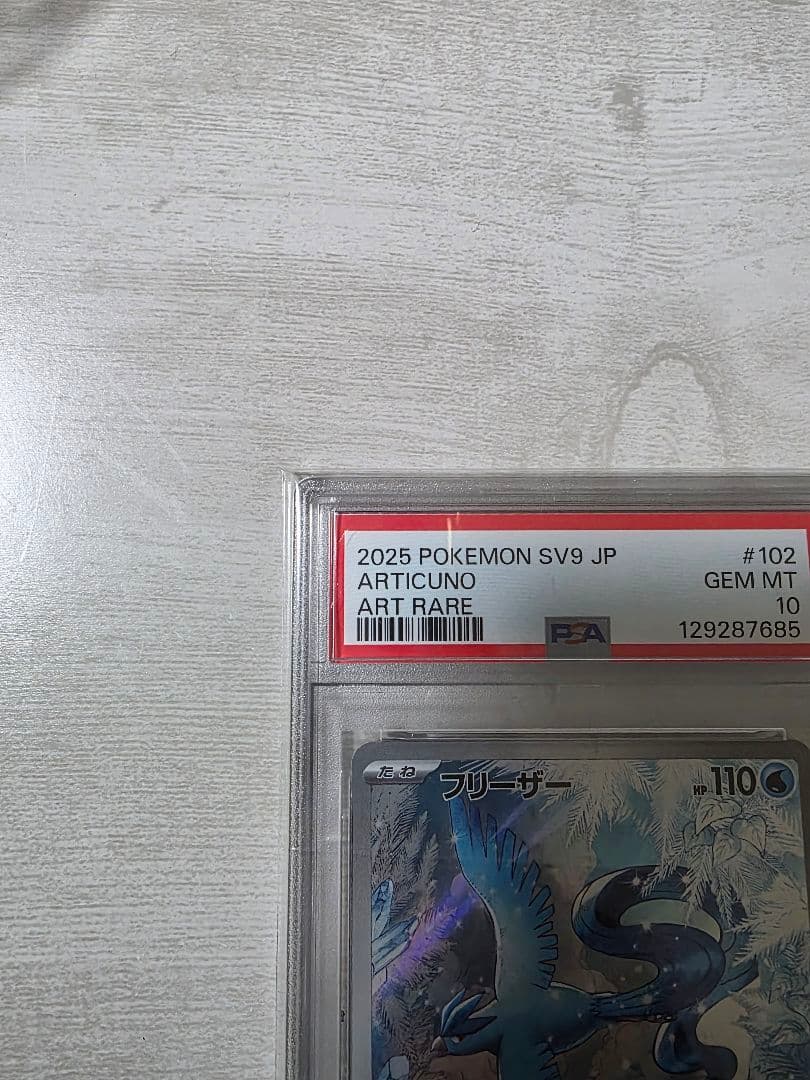 2025 POKEMON SV9 JP #102
ARTICUNO GEM MT
ART RARE 10
PSA 129287685
たね フリーザー HP 110